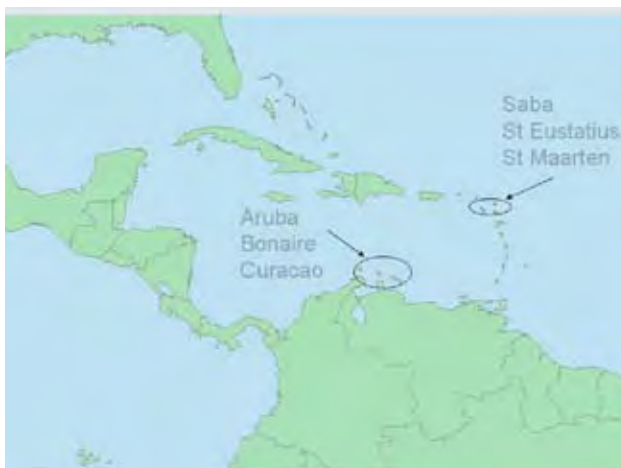 Saba
St Eustatius
St Maarten
Aruba
Bonaire
Curacao